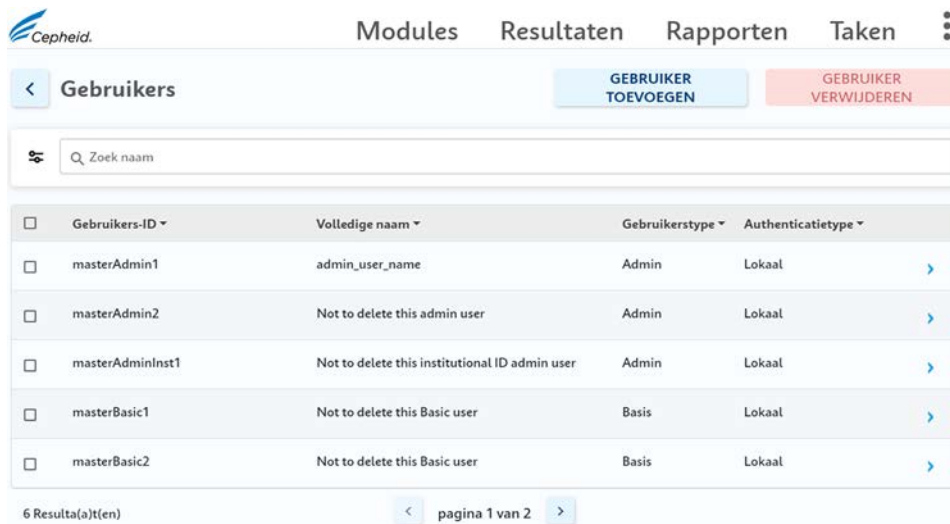 Cepheid.
Modules Resultaten Rapporten Taken
Gebruikers
GEBRUIKER
TOEVOEGEN
GEBRUIKER
VERWIJDEREN
Zoek naam
Gebruikers-ID Volledige naam Gebruikerstype Authenticatietype
masterAdmin1 admin_user_name Admin Lokaal
masterAdmin2 Not to delete this admin user Admin Lokaal
masterAdminInst1 Not to delete this institutional ID admin user Admin Lokaal
masterBasic1 Not to delete this Basic user Basis Lokaal
masterBasic2 Not to delete this Basic user Basis Lokaal
6 Resulta(a)t(en) pagina 1 van 2